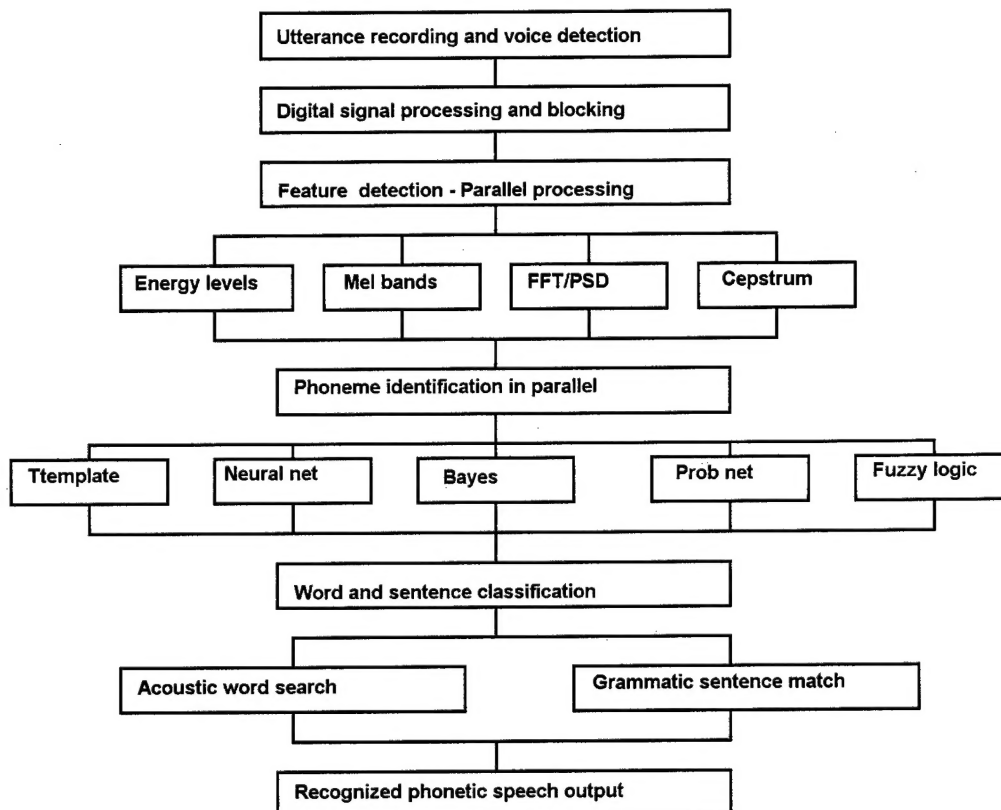 Utterance recording and voice detection
Digital signal processing and blocking
Feature detection - Parallel processing
Energy levels
Mel bands
FFT/PSD
Cepstrum
Phoneme identification in parallel
Ttemplate
Neural net
Bayes
Prob net
Fuzzy logic
Word and sentence classification
Acoustic word search
Grammatic sentence match
Recognized phonetic speech output